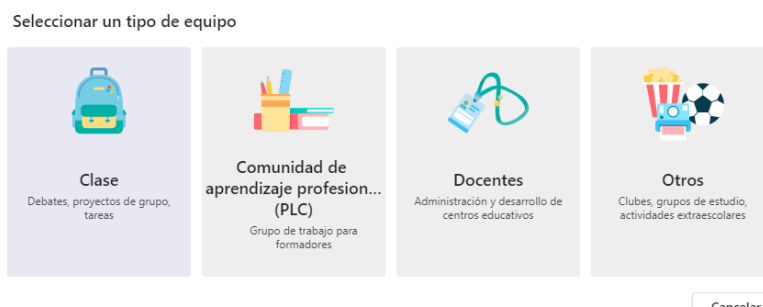 Seleccionar un tipo de equipo
Clase
Debates, proyectos de grupo,
tareas
Comunidad de
aprendizaje profesion...
(PLC)
Grupo de trabajo para
formadores
Docentes
Administración y desarrollo de
centros educativos
Otros
Clubes, grupos de estudio,
actividades extraescolares
Cancelar